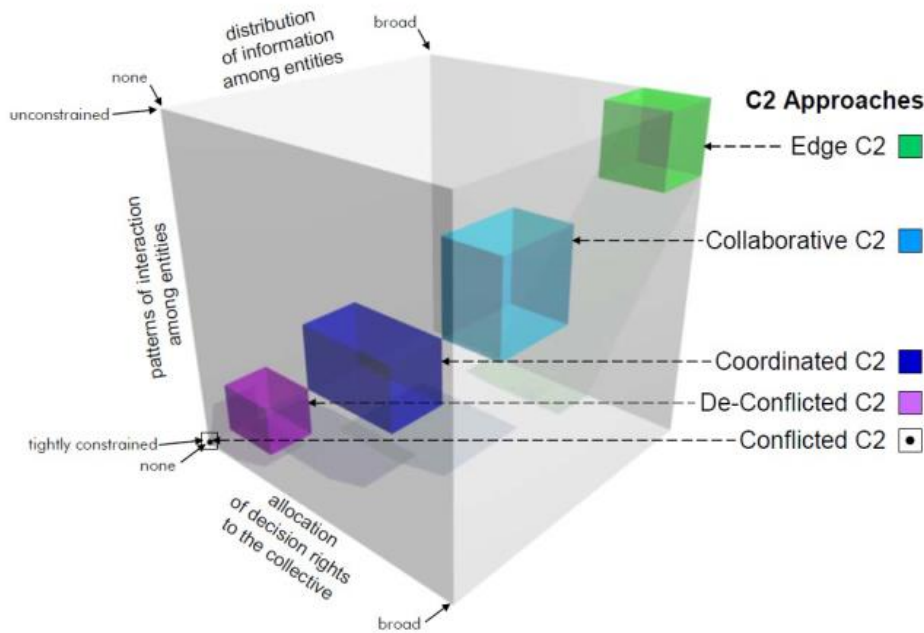 distribution
of information
among entities
broad
none
unconstrained
patterns of interaction
among entities
tightly constrained
none
allocation
of decision rights
to the collective
broad
C2 Approaches
Edge C2
Collaborative C2
Coordinated C2
De-Conflicted C2
Conflicted C2